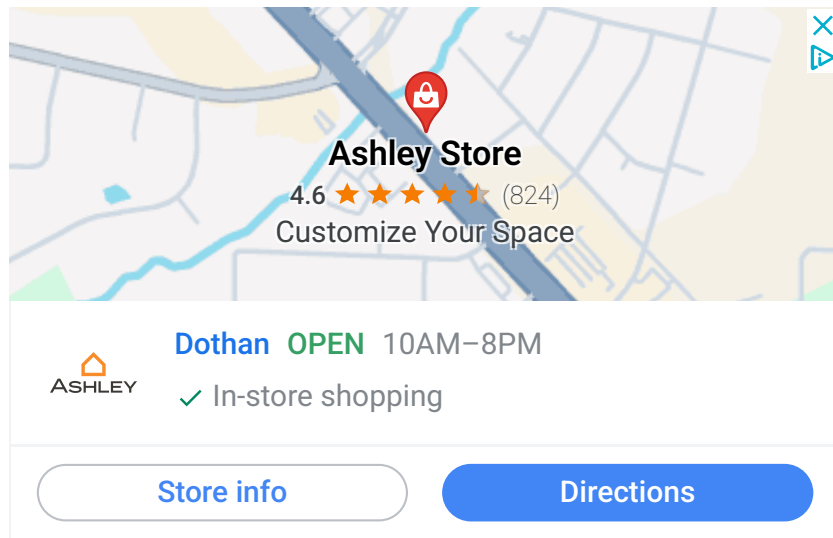 Ashley Store
4.6 (824)
Customize Your Space
Dothan OPEN 10AM–8PM
ASHLEY
In-store shopping
Store info
Directions